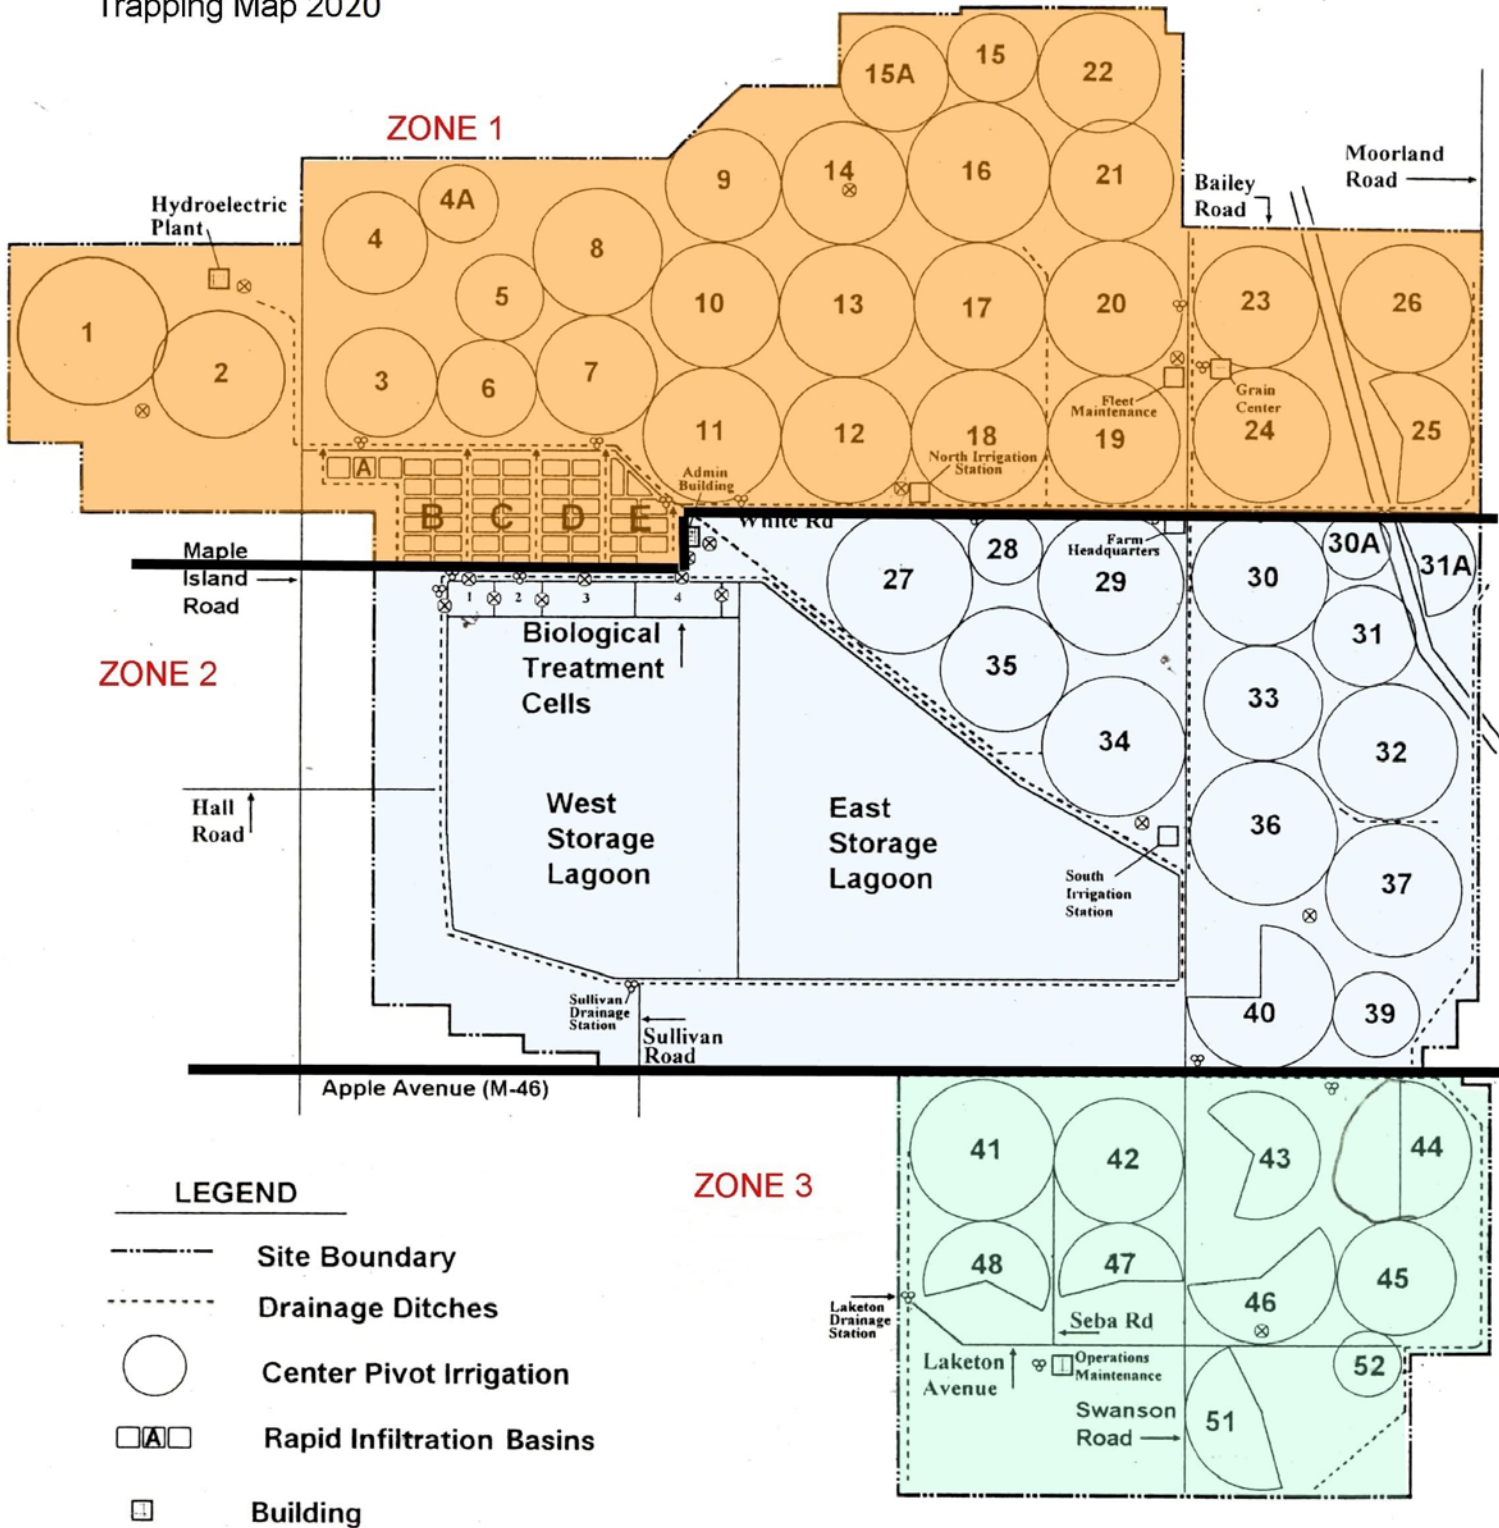 Trapping Map 2020
ZONE 1
15A
15
22
9
14
16
21
Moorland
Road
Bailey
Road
Hydroelectric
Plant
4A
4
8
5
1
2
3
6
7
10
13
17
20
23
26
Fleet
Maintenance
Grain
Center
11
12
18
19
24
25
North Irrigation
Station
Admin
Building
A
B
C
D
E
White Rd
Farm
Headquarters
Maple
Island
Road
1
2
3
4
27
28
29
30
30A
31A
31
ZONE 2
Biological
Treatment
Cells
35
33
34
32
Hall
Road
West
Storage
Lagoon
East
Storage
Lagoon
36
37
South
Irrigation
Station
40
39
Sullivan
Drainage
Station
Sullivan
Road
Apple Avenue (M-46)
41
42
43
44
ZONE 3
48
47
46
45
Laketon
Drainage
Station
Seba Rd
Laketon
Avenue
Operations
Maintenance
52
Swanson
Road
51
LEGEND
Site Boundary
Drainage Ditches
Center Pivot Irrigation
A
Rapid Infiltration Basins
Building